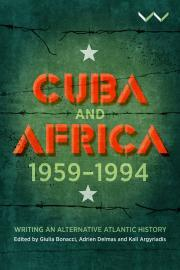 CUBA
AND
AFRICA
1959–1994
WRITING AN ALTERNATIVE ATLANTIC HISTORY
Edited by Giulia Bonacci, Adrien Delmas and Kali Argyriadis